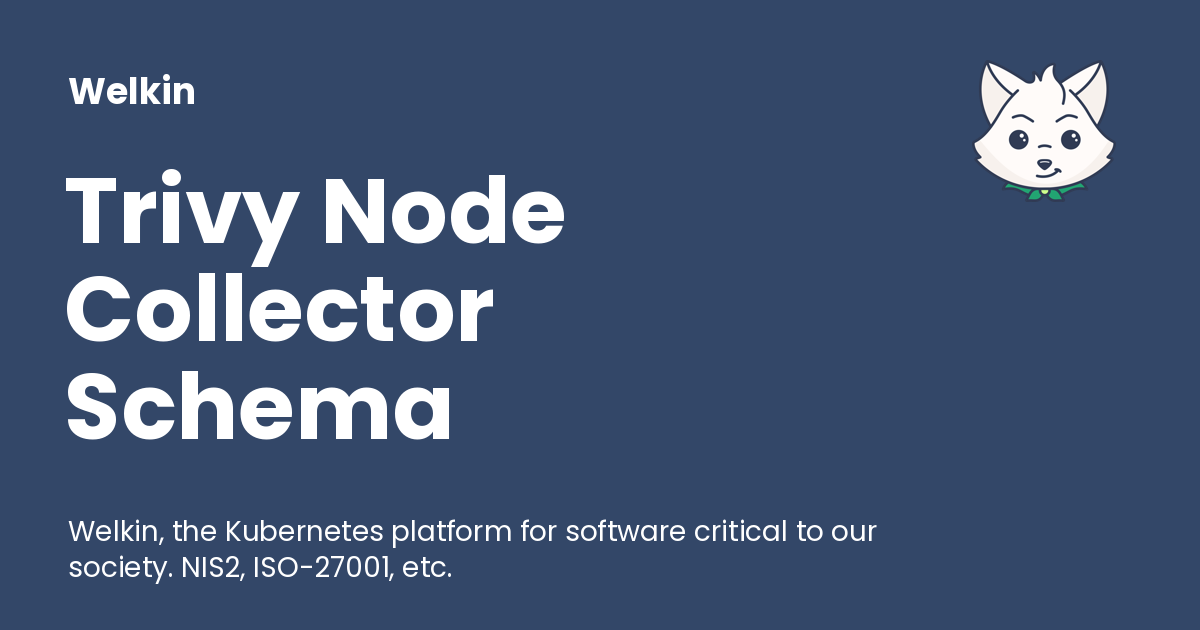 Welkin
Trivy Node
Collector
Schema
Welkin, the Kubernetes platform for software critical to our
society. NIS2, ISO-27001, etc.